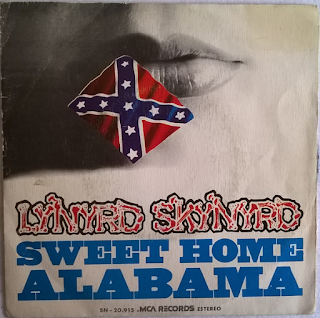 LYNYRD SKYNYRD
SWEET HOME
ALABAMA
SN - 20.915 MCA RECORDS ESTEREO